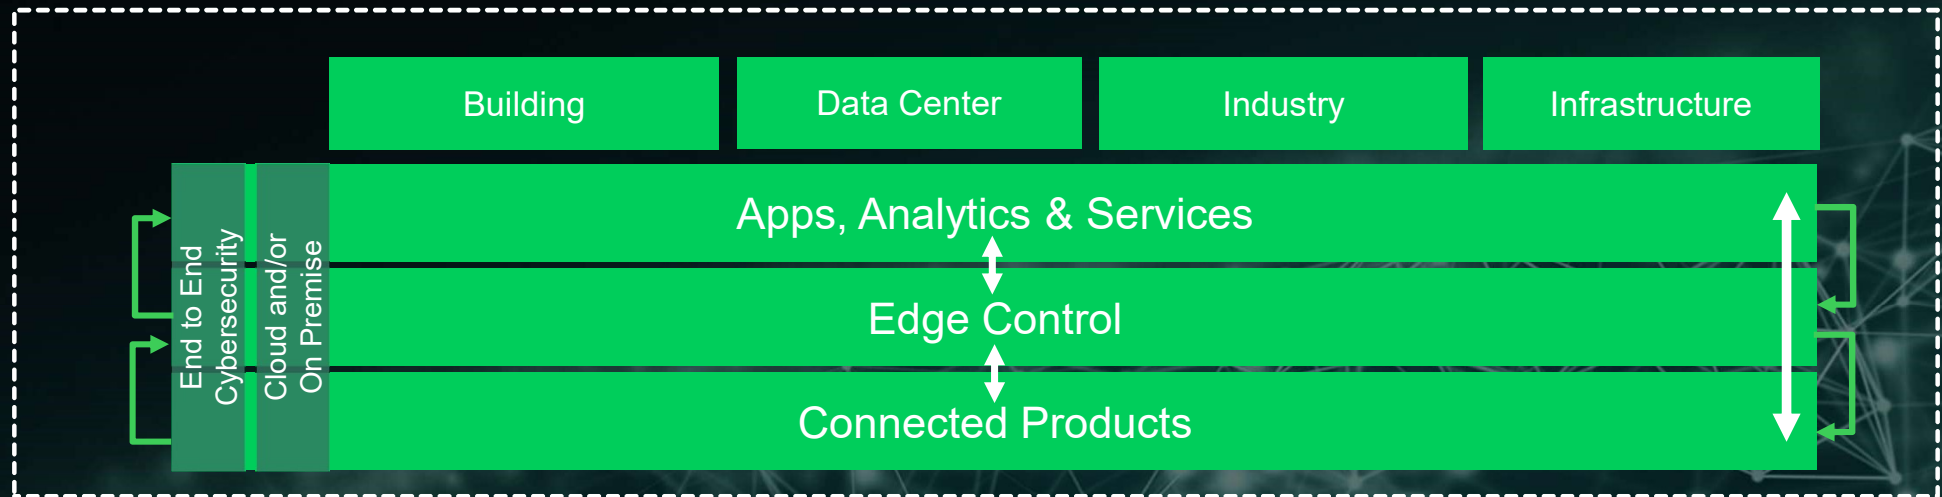 Building
Data Center
Industry
Infrastructure
Apps, Analytics & Services
Edge Control
Connected Products
End to End
Cybersecurity
Cloud and/or
On Premise